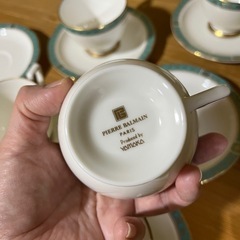 PIERRE BALMAIN
PARIS
Produced by
yamaka